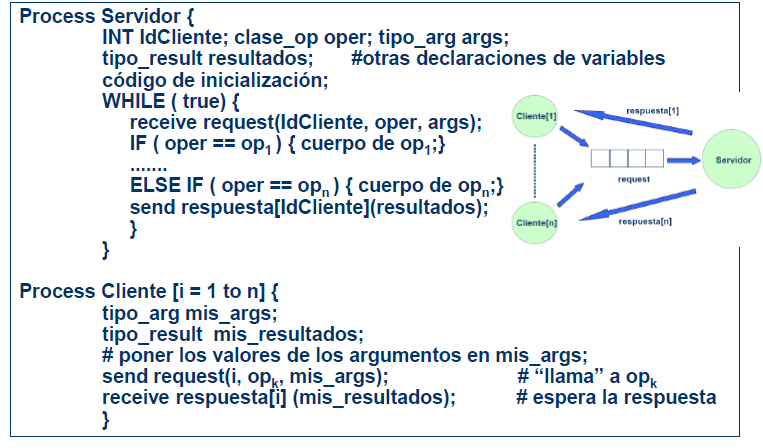 Process Servidor {
INT IdCliente; clase_op oper; tipo_arg args;
tipo_result resultados; #otras declaraciones de variables
código de inicialización;
WHILE ( true) {
receive request(IdCliente, oper, args);
IF ( oper == op1 ) { cuerpo de op1;}
.......
ELSE IF ( oper == opn ) { cuerpo de opn;}
send respuesta[IdCliente](resultados);
}
}
Cliente[1]
respuesta[1]
Servidor
request
Cliente[n]
respuesta[n]
Process Cliente [i = 1 to n] {
tipo_arg mis_args;
tipo_result mis_resultados;
# poner los valores de los argumentos en mis_args;
send request(i, opk, mis_args); # “llama” a opk
receive respuesta[i] (mis_resultados); # espera la respuesta
}